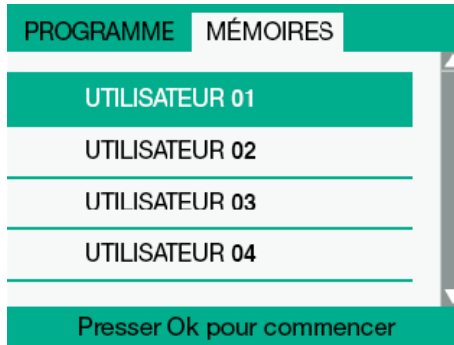 PROGRAMME MÉMOIRES
UTILISATEUR 01
UTILISATEUR 02
UTILISATEUR 03
UTILISATEUR 04
Presser Ok pour commencer